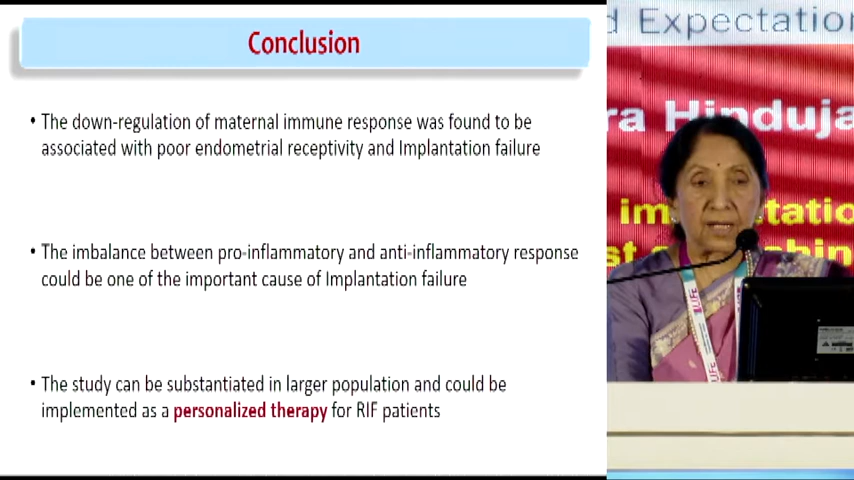 Conclusion
• The down-regulation of maternal immune response was found to be
associated with poor endometrial receptivity and Implantation failure
• The imbalance between pro-inflammatory and anti-inflammatory response
could be one of the important cause of Implantation failure
• The study can be substantiated in larger population and could be
implemented as a personalized therapy for RIF patients
d Expectation
ra Hinduja
im
tatio